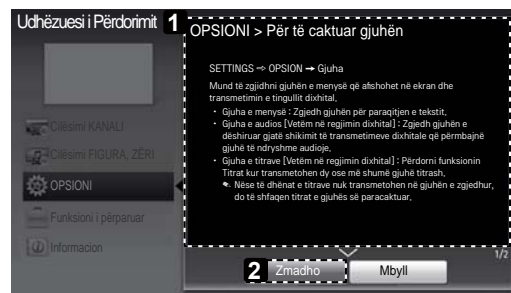 Udhëzuesi i Përdorimit
1
OPSIONI > Për të caktuar gjuhën
SETTINGS ⇨ OPSION ➙ Gjuha
Mund të zgjidhni gjuhën e menysë që afishohet në ekran dhe
transmetimin e tingullit dixhital.
• Gjuha e menysë : Zgjedh gjuhën për paraqitjen e tekstit.
• Gjuha e audios [Vetëm në regjimin dixhital] : Zgjedh gjuhën e
dëshiruar gjatë shikimit të transmetimeve dixhitale që përmbajnë
gjuhë të ndryshme audioje.
• Gjuha e titrave [Vetëm në regjimin dixhital] : Përdorni funksionin
Titrat kur transmetohen dy ose më shumë gjuhë titrash.
✎ Nëse të dhënat e titrave nuk transmetohen në gjuhën e zgjedhur,
do të shfaqen titrat e gjuhës së paracaktuar.
Cilësimi KANALI
Cilësimi FIGURA, ZËRI
OPSIONI
Funksioni i përparuar
Informacion
1/2
2
Zmadho
Mbyll